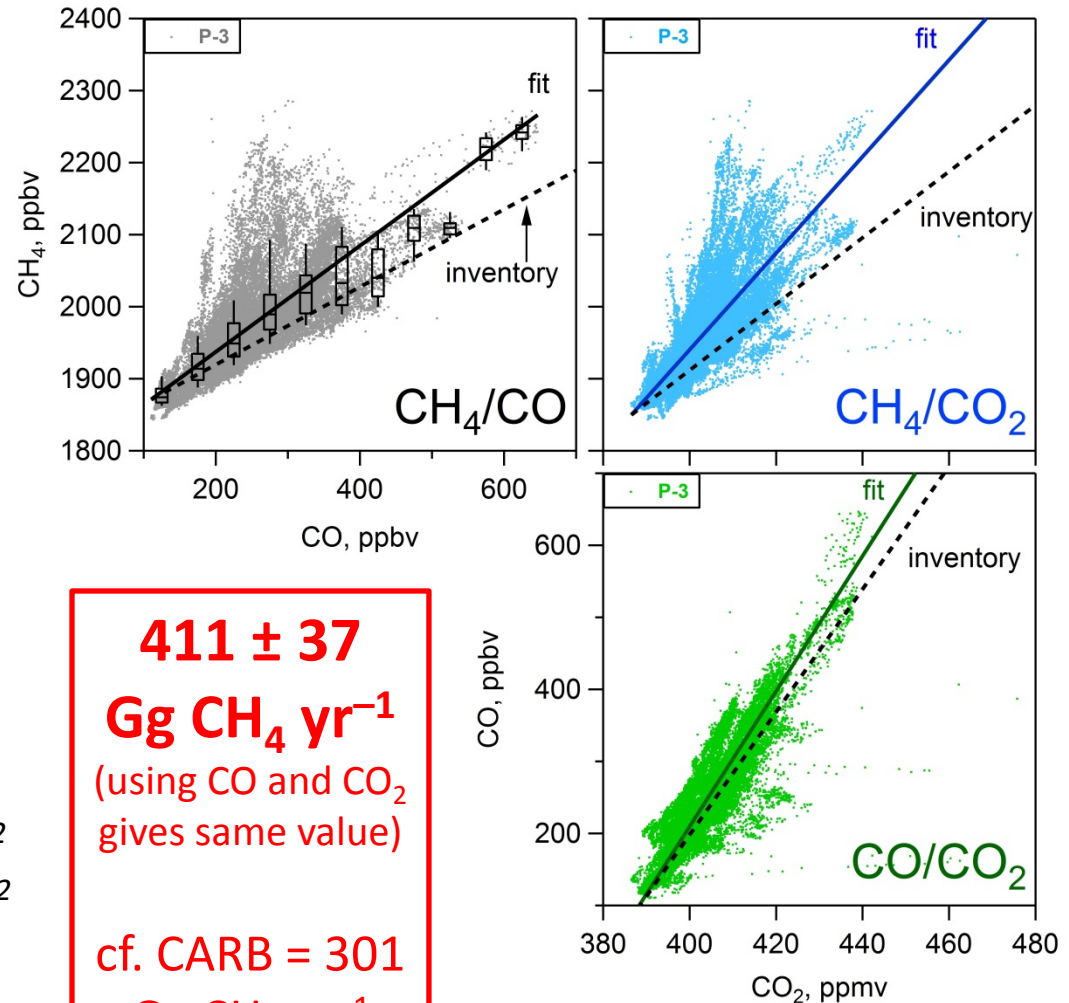 2400
2300
2200
2100
2000
1900
1800
CH₄, ppbv
P-3
fit
inventory
CH₄/CO
200
400
600
CO, ppbv
P-3
fit
inventory
CH₄/CO₂
P-3
fit
inventory
CO/CO₂
600
400
200
CO, ppbv
380
400
420
440
460
480
CO₂, ppmv
411 ± 37
Gg CH₄ yr⁻¹
(using CO and CO₂
gives same value)
cf. CARB = 301
2
2